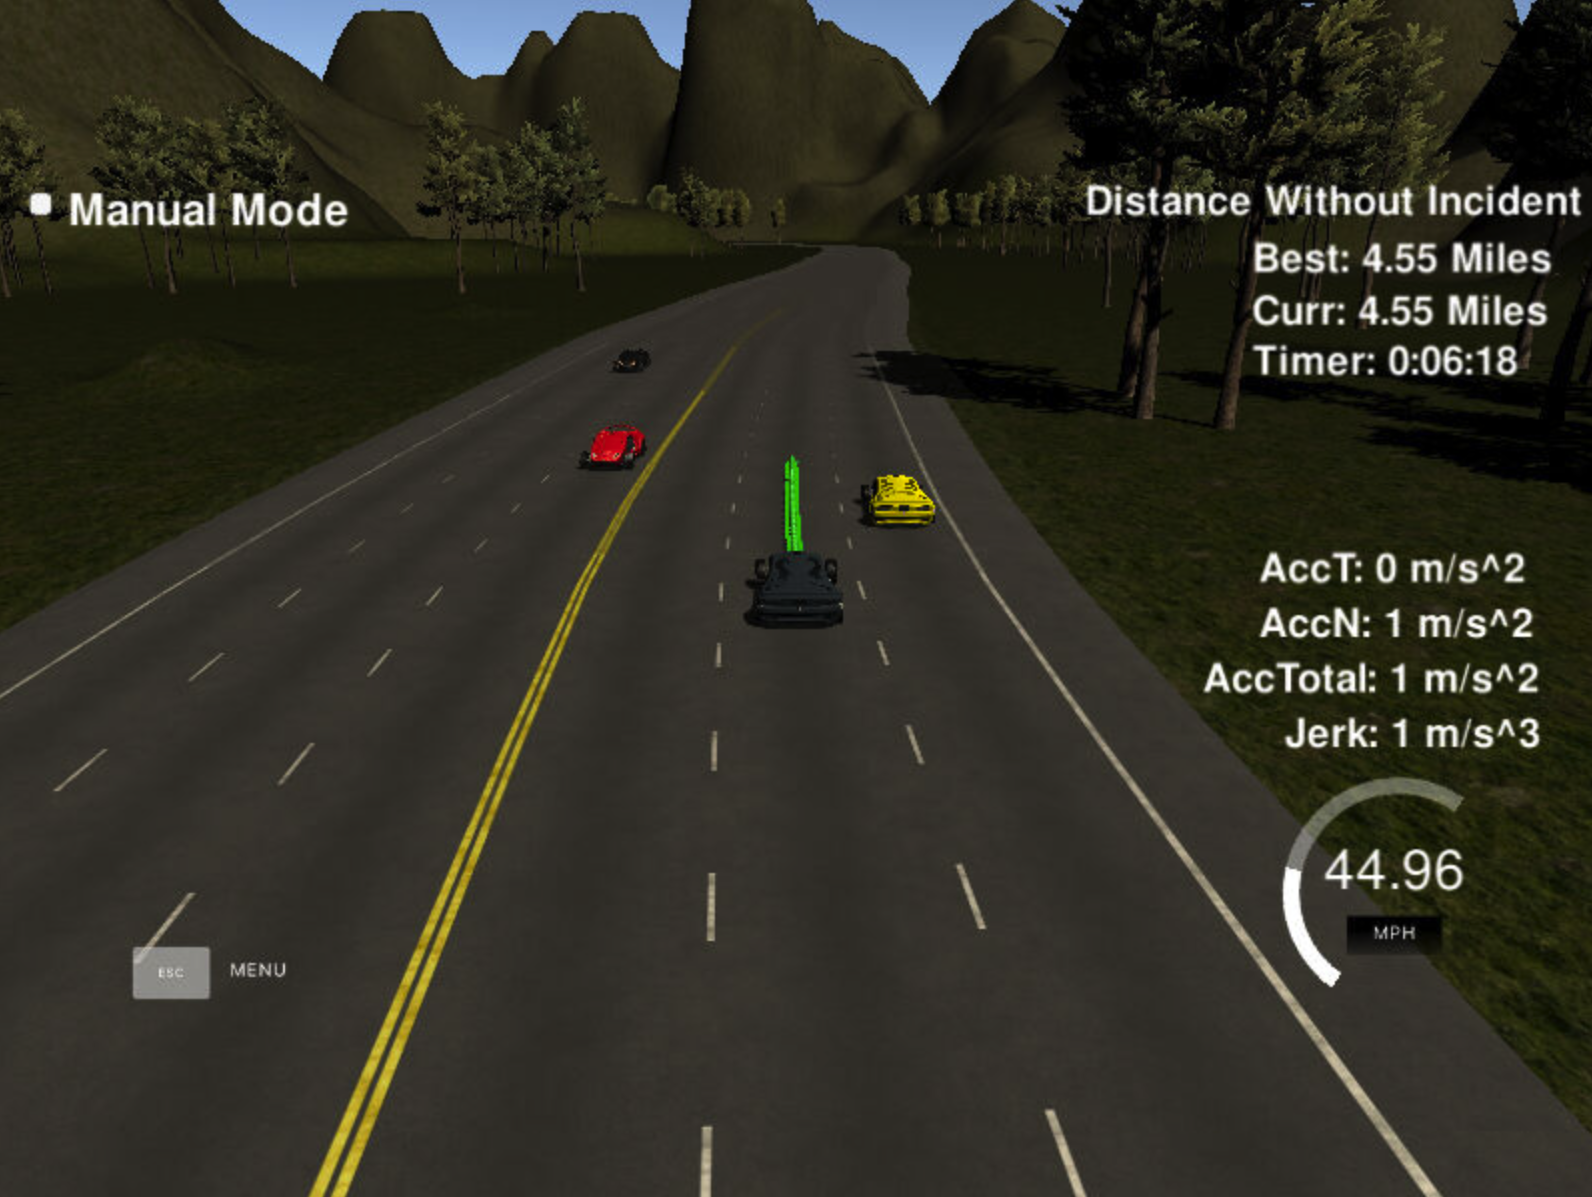 Manual Mode
Distance Without Incident
Best: 4.55 Miles
Curr: 4.55 Miles
Timer: 0:06:18
AccT: 0 m/s^2
AccN: 1 m/s^2
AccTotal: 1 m/s^2
Jerk: 1 m/s^3
44.96
MPH
ESC MENU